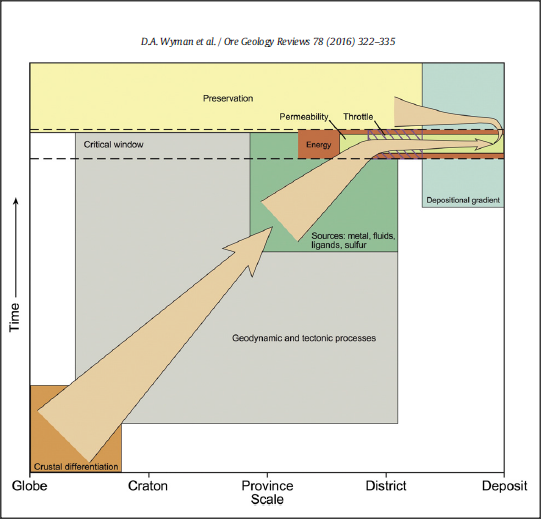 D.A. Wyman et al. / Ore Geology Reviews 78 (2016) 322–335
Preservation
Permeability
Throttle
Critical window
Energy
Depositional gradient
Sources: metal, fluids,
ligands, sulfur
Geodynamic and tectonic processes
Time
Crustal differentiation
Globe
Craton
Province
District
Deposit
Scale